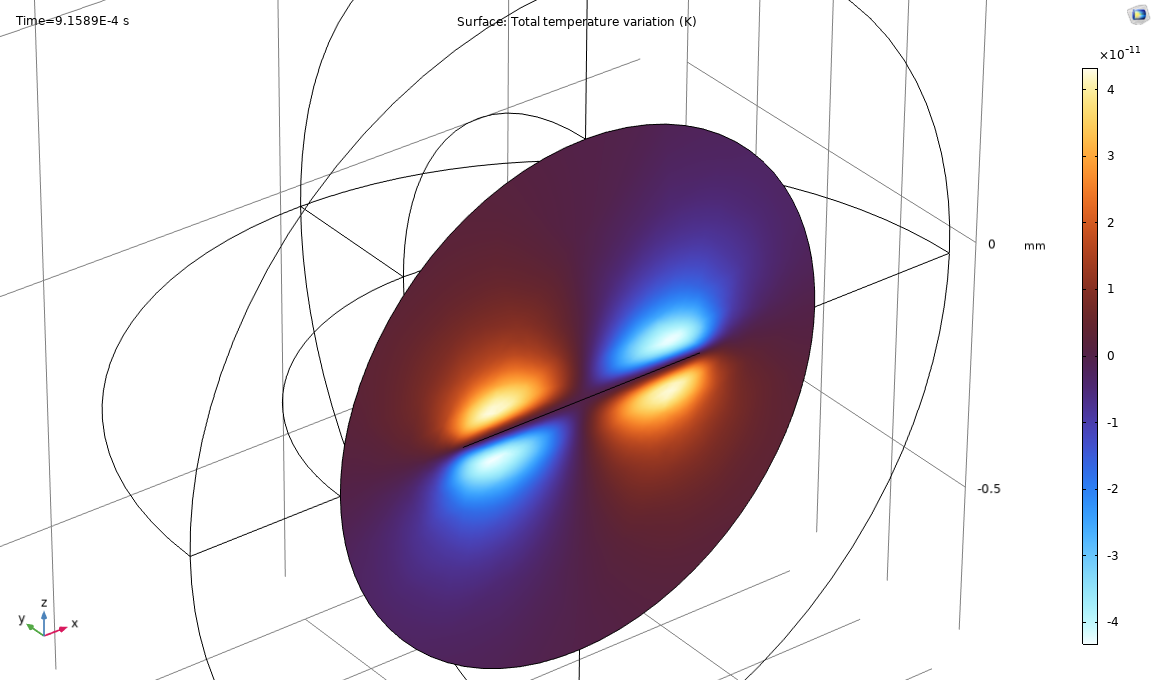 Time=9.1589E-4 s
Surface: Total temperature variation (K)
×10⁻¹¹
4
3
2
1
0
-1
-2
-3
-4
0 mm
-0.5
z
y
x